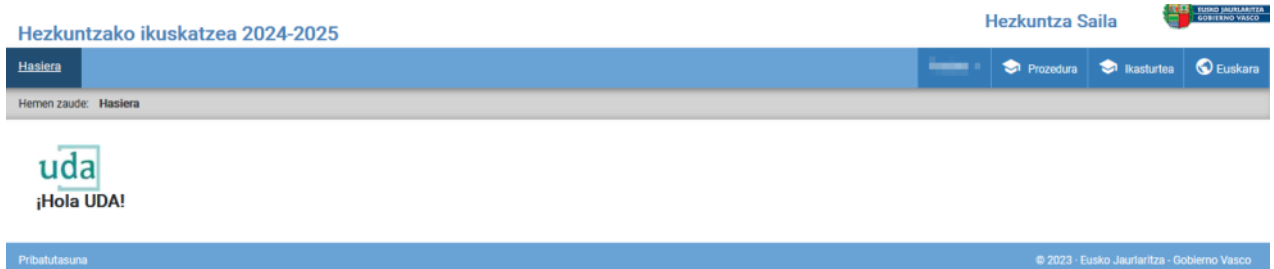 Hezkuntzako ikuskatzea 2024-2025
Hezkuntza Saila
EUSKO JAURLARITZA
GOBIERNO VASCO
Hasiera
Prozedura
Ikasturtea
Euskara
Hemen zaude: Hasiera
uda
¡Hola UDA!
Pribatutasuna
© 2023 - Eusko Jaurlaritza - Gobierno Vasco